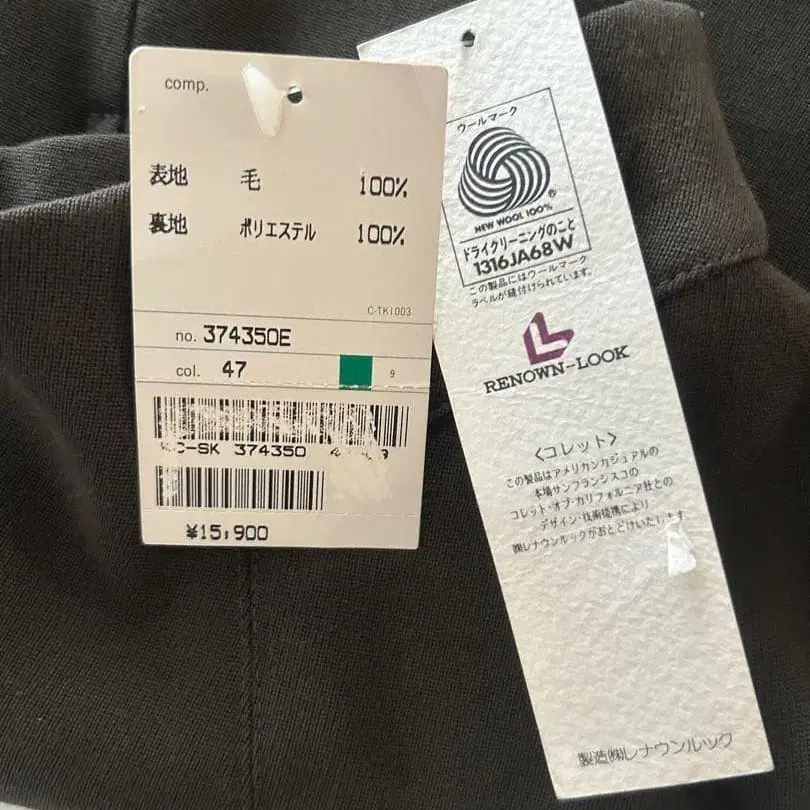 comp.
表地 毛 100%
裏地 ポリエステル 100%
C-TK1003
no. 374350E
col. 47 9
-SK 374350
¥15,900
ウールマーク
®
NEW WOOL 100%
ドライクリーニングのこと
1316JA68W
この製品にはウールマーク
ラベルが縫付けられています。
RENOWN-LOOK
〈コレット〉
この製品はアメリカンカジュアルの
本場サンフランシスコの
コレット・オブ・カリフォルニア社との
デザイン・技術提携により
㈱レナウンルックがおとどけいたします
製造㈱レナウンルック